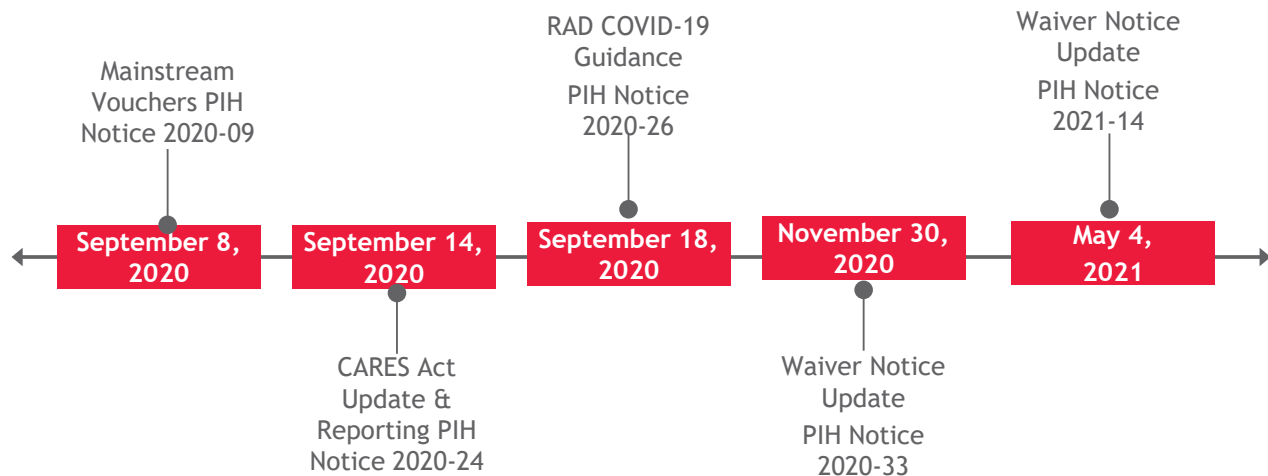 Mainstream
Vouchers PIH
Notice 2020-09
September 8,
2020
CARES Act
Update &
Reporting PIH
Notice 2020-24
September 14,
2020
RAD COVID-19
Guidance
PIH Notice
2020-26
September 18,
2020
November 30,
2020
Waiver Notice
Update
PIH Notice
2020-33
Waiver Notice
Update
PIH Notice
2021-14
May 4,
2021